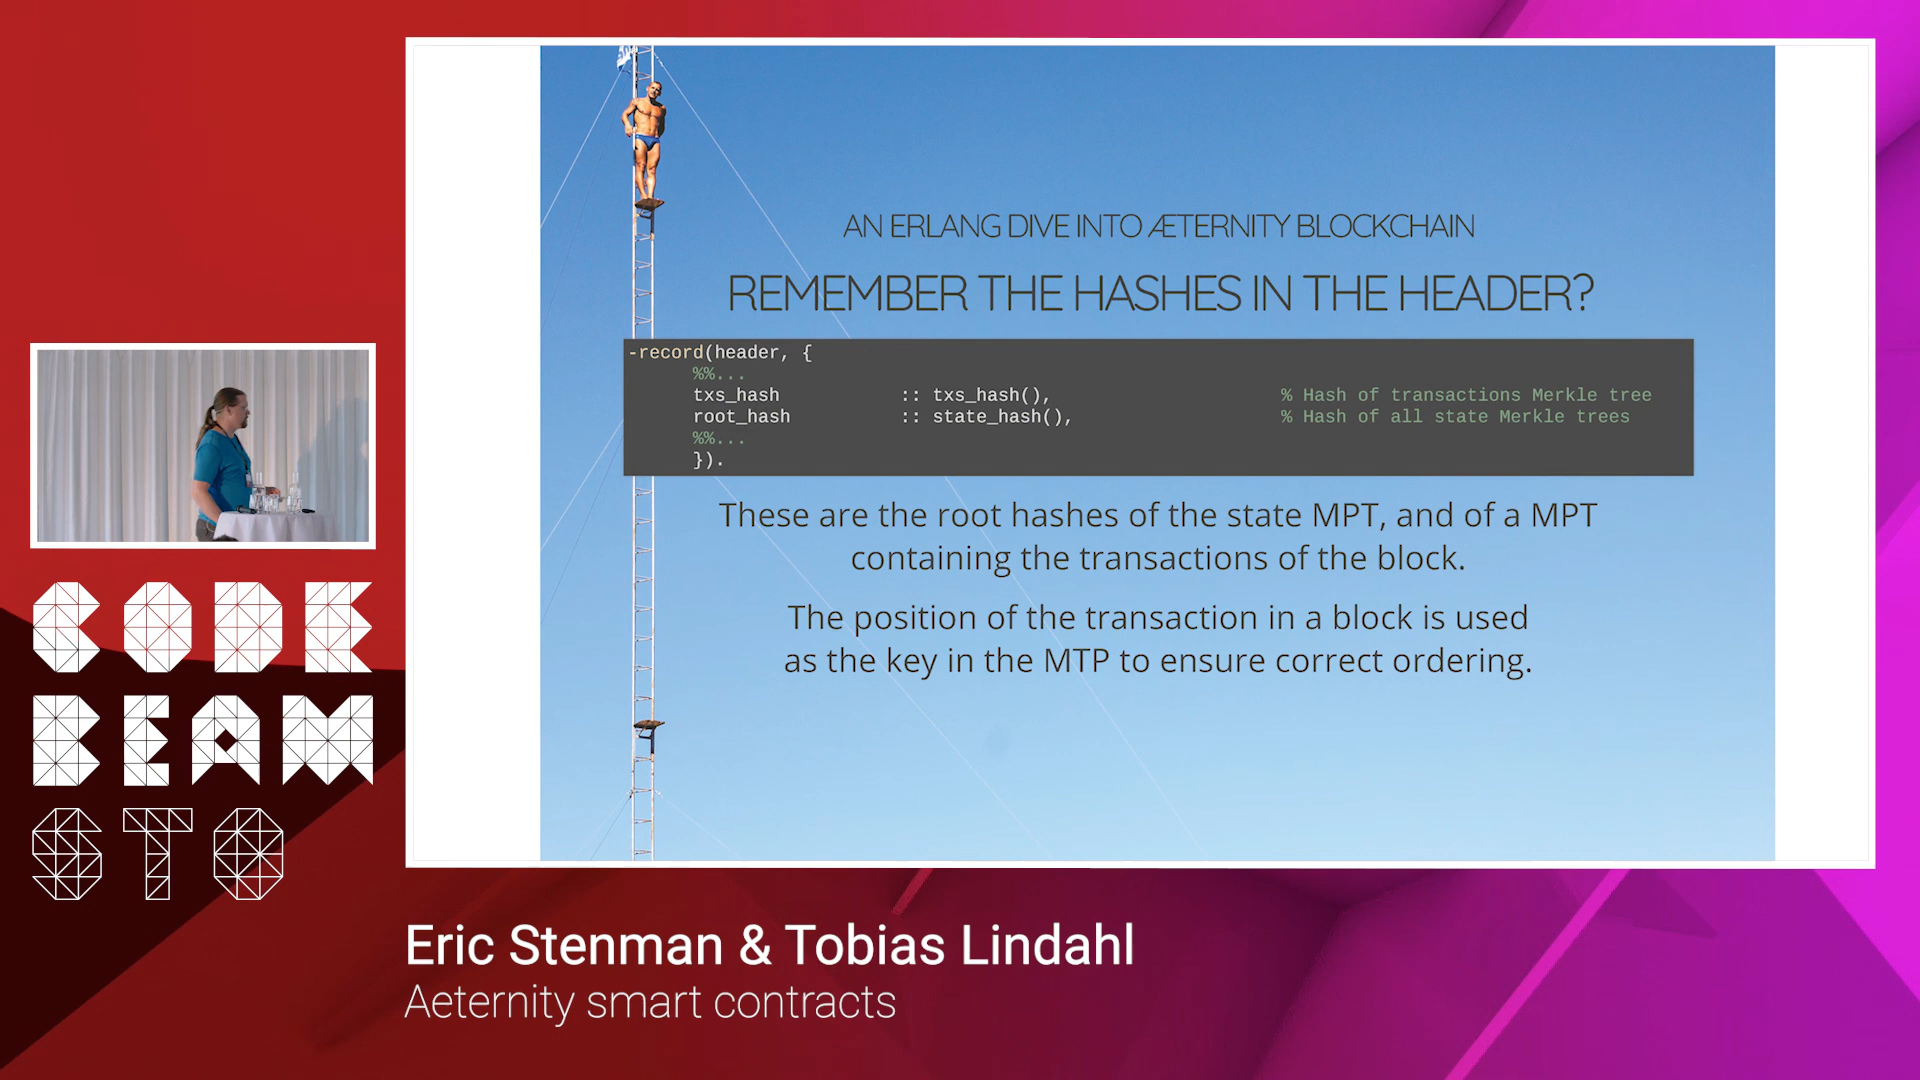 AN ERLANG DIVE INTO ÆTERNITY BLOCKCHAIN
REMEMBER THE HASHES IN THE HEADER?
-record(header, {
%%...
txs_hash :: txs_hash(), % Hash of transactions Merkle tree
root_hash :: state_hash(), % Hash of all state Merkle trees
%%...
}).
These are the root hashes of the state MPT, and of a MPT
containing the transactions of the block.
The position of the transaction in a block is used
as the key in the MTP to ensure correct ordering.
CODE
BEAM
STO
Eric Stenman & Tobias Lindahl
Aeternity smart contracts